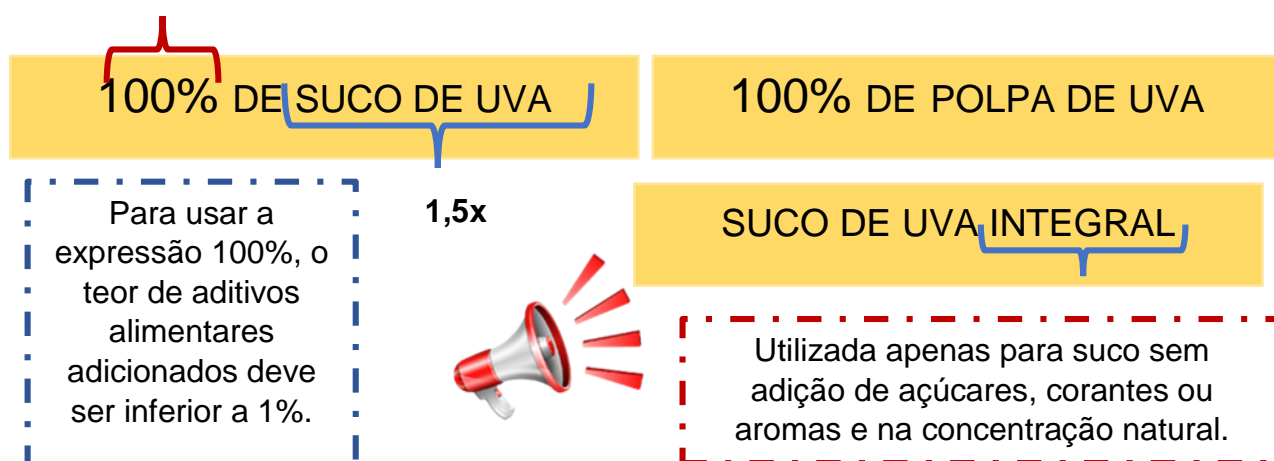 100% DE SUCO DE UVA
100% DE POLPA DE UVA
Para usar a
expressão 100%, o
teor de aditivos
alimentares
adicionados deve
ser inferior a 1%.
1,5x
SUCO DE UVA INTEGRAL
Utilizada apenas para suco sem
adição de açúcares, corantes ou
aromas e na concentração natural.